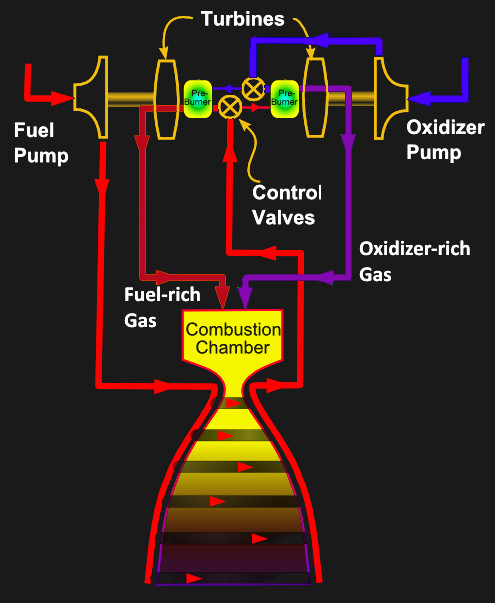 Turbines
Pre-
Burner
Pre-
Burner
Fuel
Pump
Oxidizer
Pump
Control
Valves
Oxidizer-rich
Gas
Fuel-rich
Gas
Combustion
Chamber